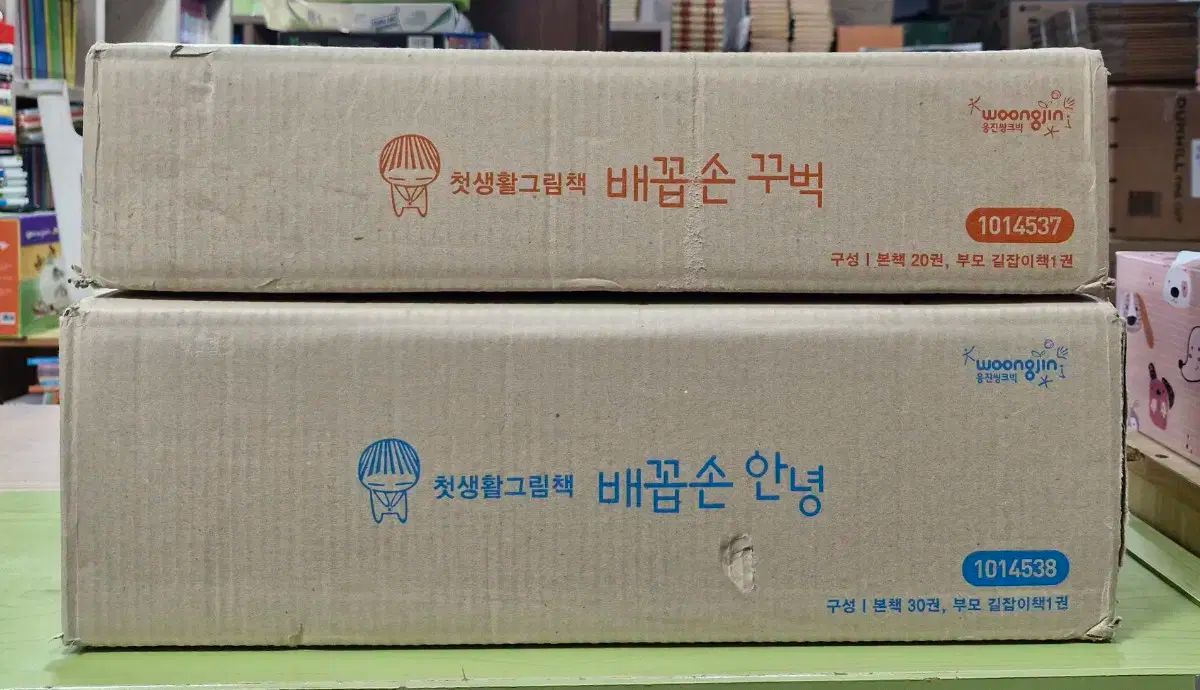 woongjin
웅진씽크빅
첫생활그림책 배꼽손 꾸벅
1014537
구성 | 본책 20권, 부모 길잡이책1권
woongjin
웅진씽크빅
첫생활그림책 배꼽손 안녕
1014538
구성 | 본책 30권, 부모 길잡이책1권